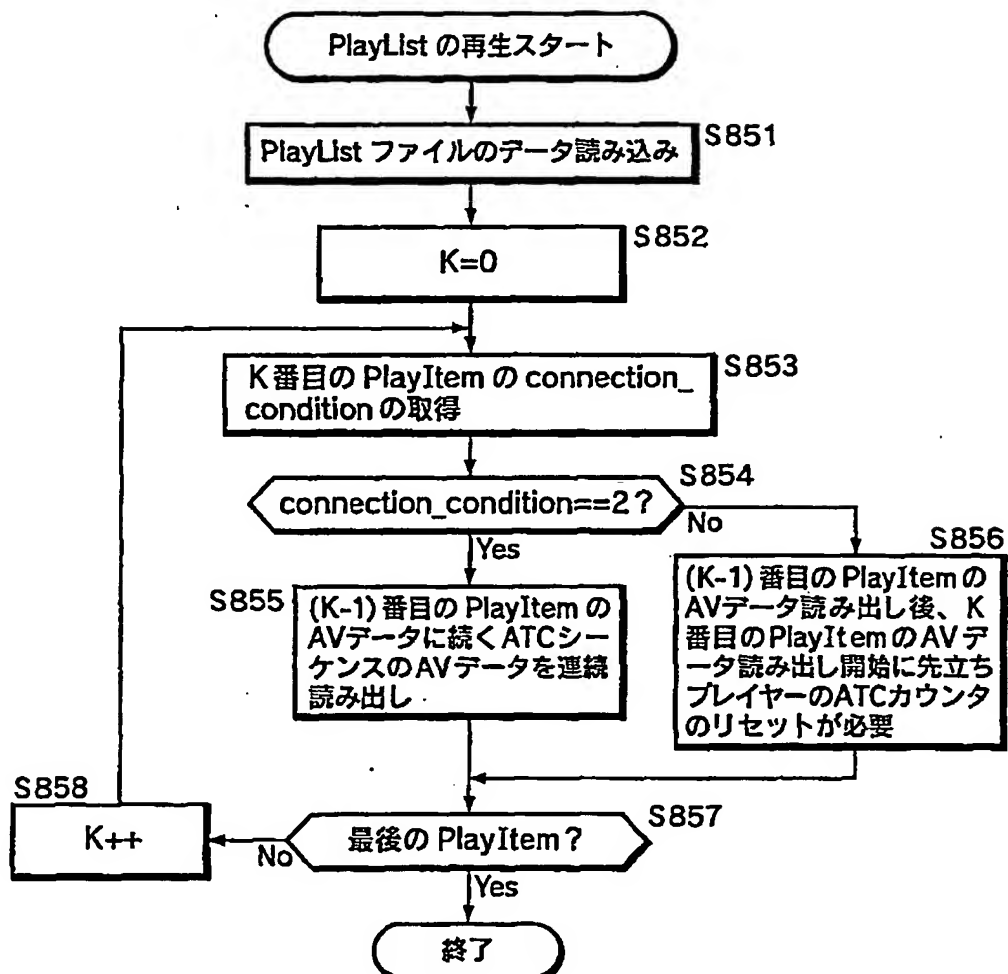 PlayList の再生スタート
S851
PlayList ファイルのデータ読み込み
S852
K=0
S853
K番目の PlayItem の connection_
condition の取得
S854
connection_condition==2?
No
Yes
S855
(K-1) 番目の PlayItem の
AVデータに続くATCシー
ケンスのAVデータを連続
読み出し
S856
(K-1) 番目の PlayItem の
AVデータ読み出し後、K
番目のPlayItemのAVデ
ータ読み出し開始に先立ち
プレイヤーのATCカウンタ
のリセットが必要
S857
最後の PlayItem?
No
Yes
S858
K++
終了